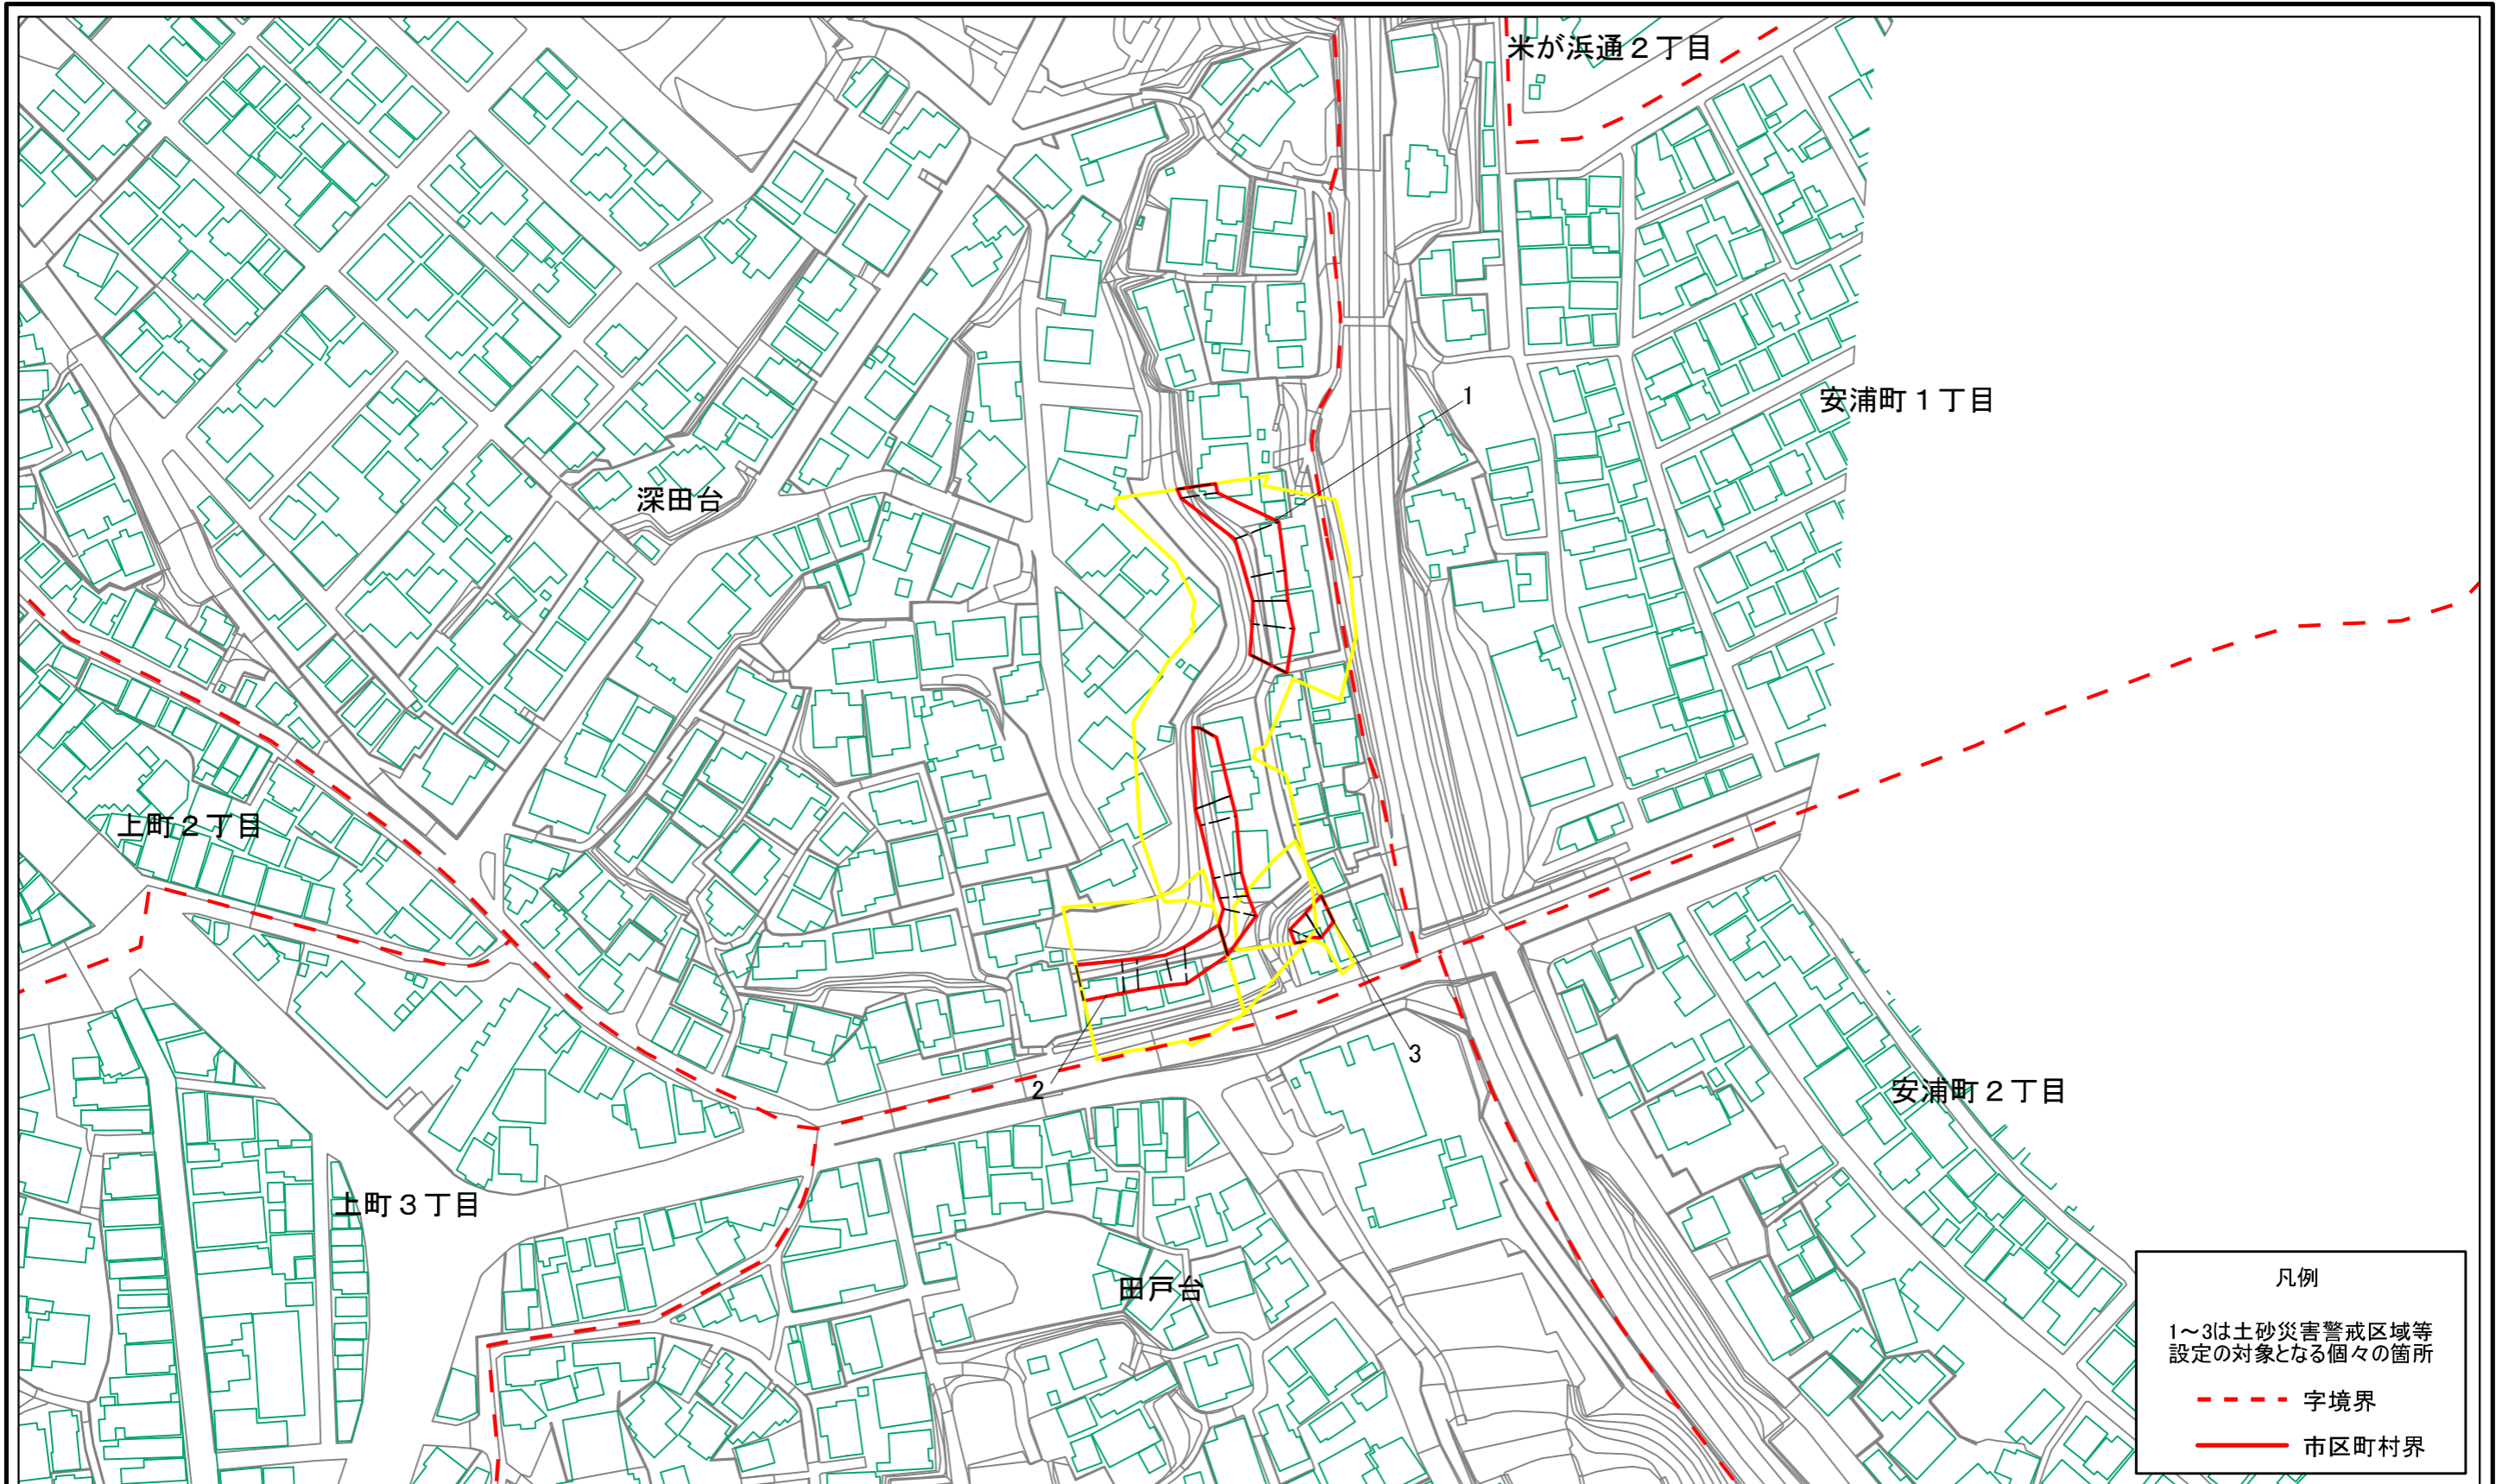 米が浜通２丁目
1
安浦町１丁目
深田台
上町２丁目
3
2
安浦町２丁目
上町３丁目
田戸台
凡例
1～3は土砂災害警戒区域等
設定の対象となる個々の箇所
字境界
市区町村界